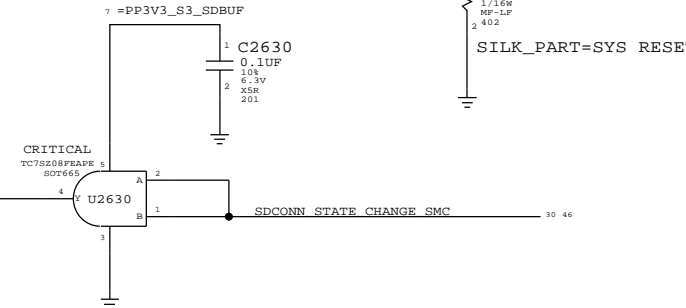 7 =PP3V3_S3_SDBUF
1/16W
MF-LF
2 402
1 C2630
0.1UF
10%
6.3V
2 X5R
201
SILK_PART=SYS RESE
CRITICAL
TC7SZ08FEAPE 5
SOT665
A 2
4 Y U2630
B 1
SDCONN_STATE_CHANGE_SMC 30 46
3